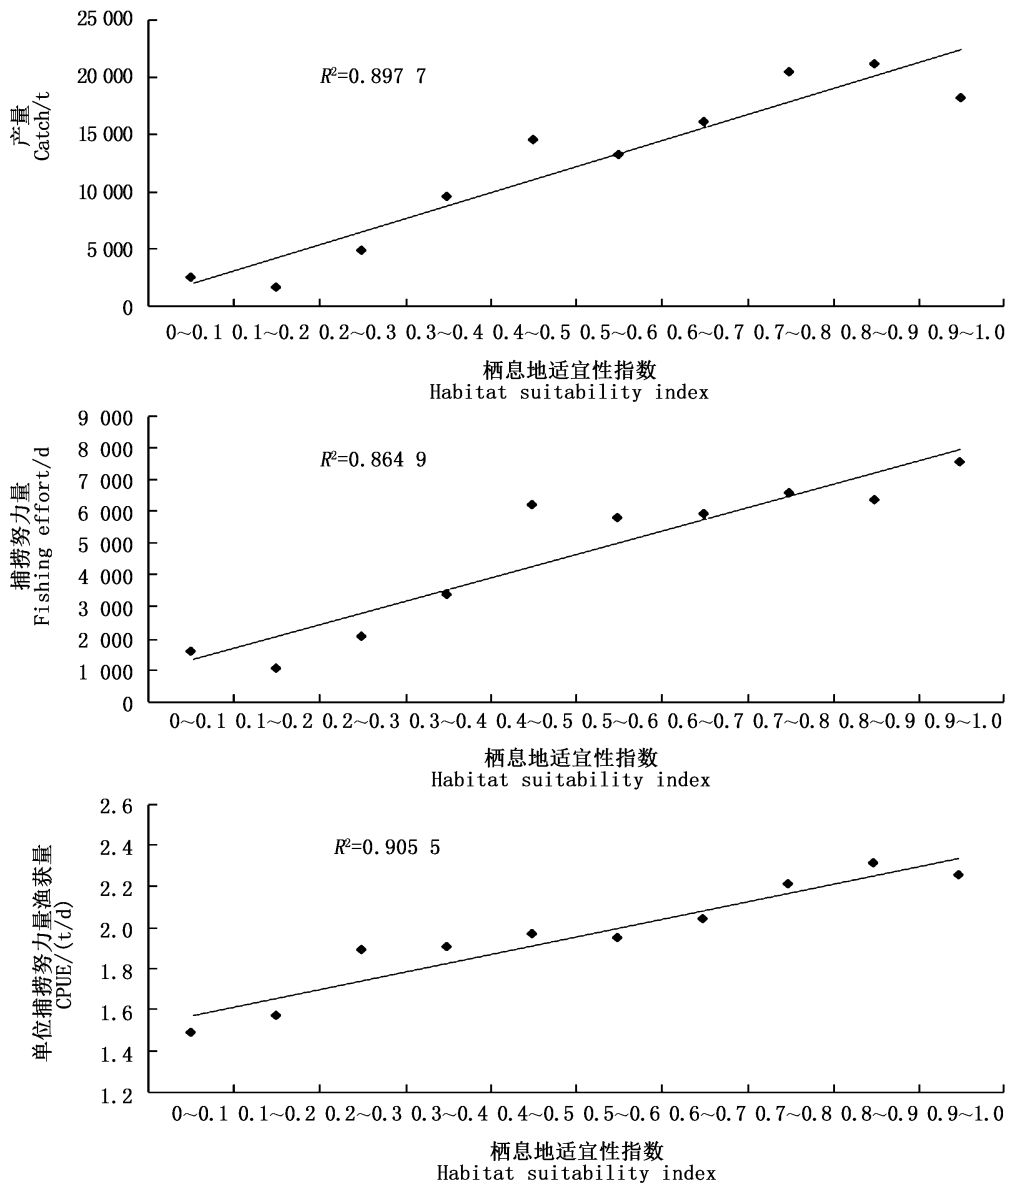 25 000
20 000
15 000
10 000
5 000
0
产量
Catch/t
R²=0.897 7
0～0.1 0.1～0.2 0.2～0.3 0.3～0.4 0.4～0.5 0.5～0.6 0.6～0.7 0.7～0.8 0.8～0.9 0.9～1.0
栖息地适宜性指数
Habitat suitability index
9 000
8 000
7 000
6 000
5 000
4 000
3 000
2 000
1 000
0
捕捞努力量
Fishing effort/d
R²=0.864 9
0～0.1 0.1～0.2 0.2～0.3 0.3～0.4 0.4～0.5 0.5～0.6 0.6～0.7 0.7～0.8 0.8～0.9 0.9～1.0
栖息地适宜性指数
Habitat suitability index
2.6
2.4
2.2
2.0
1.8
1.6
1.4
1.2
单位捕捞努力量渔获量
CPUE/(t/d)
R²=0.905 5
0～0.1 0.1～0.2 0.2～0.3 0.3～0.4 0.4～0.5 0.5～0.6 0.6～0.7 0.7～0.8 0.8～0.9 0.9～1.0
栖息地适宜性指数
Habitat suitability index